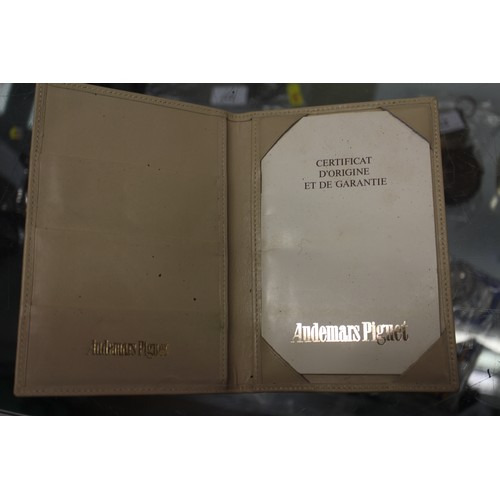 Audemars Piguet
CERTIFICAT
D'ORIGINE
ET DE GARANTIE
Audemars Piguet